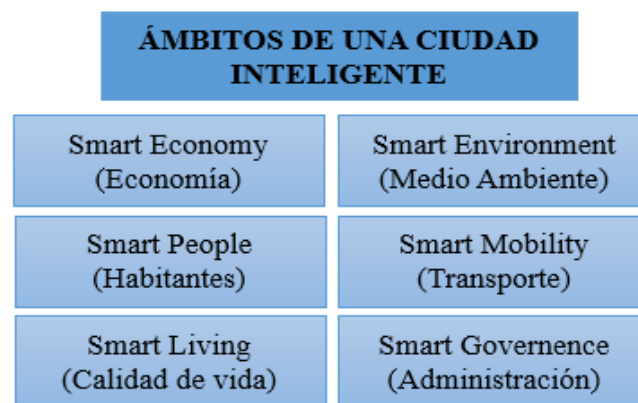 ÁMBITOS DE UNA CIUDAD
INTELIGENTE
Smart Economy
(Economía)
Smart Environment
(Medio Ambiente)
Smart People
(Habitantes)
Smart Mobility
(Transporte)
Smart Living
(Calidad de vida)
Smart Governence
(Administración)